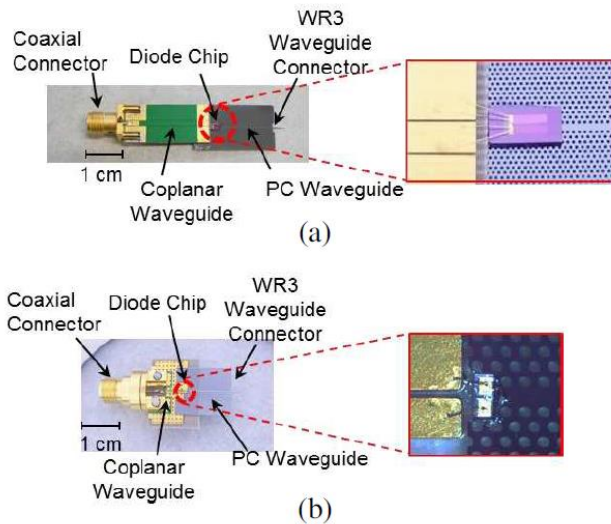 WR3
Waveguide
Connector
Coaxial
Connector
Diode Chip
1 cm
Coplanar
Waveguide
PC Waveguide
(a)
WR3
Waveguide
Connector
Diode Chip
Coaxial
Connector
1 cm
Coplanar
Waveguide
PC Waveguide
(b)